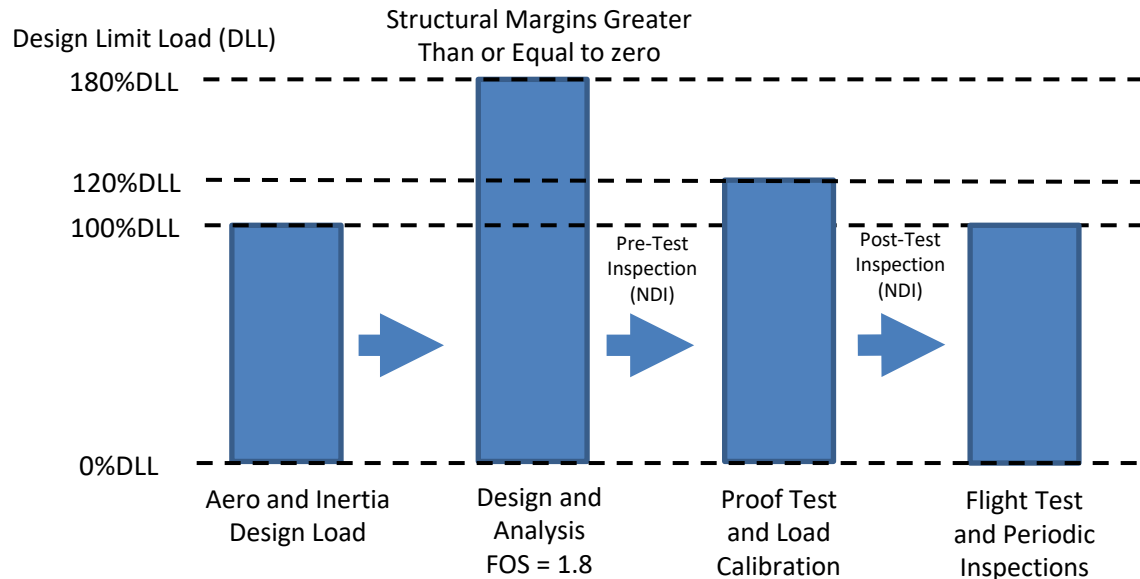 Structural Margins Greater
Than or Equal to zero
Design Limit Load (DLL)
180%DLL
120%DLL
100%DLL
Pre-Test
Inspection
(NDI)
Post-Test
Inspection
(NDI)
0%DLL
Aero and Inertia
Design Load
Design and
Analysis
FOS = 1.8
Proof Test
and Load
Calibration
Flight Test
and Periodic
Inspections